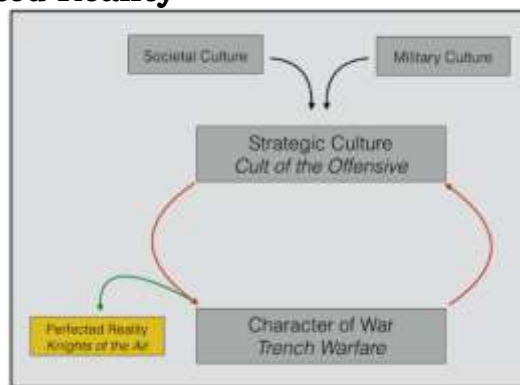 Reality
Societal Culture
Military Culture
Strategic Culture
Cult of the Offensive
Perfected Reality
Knights of the Air
Character of War
Trench Warfare